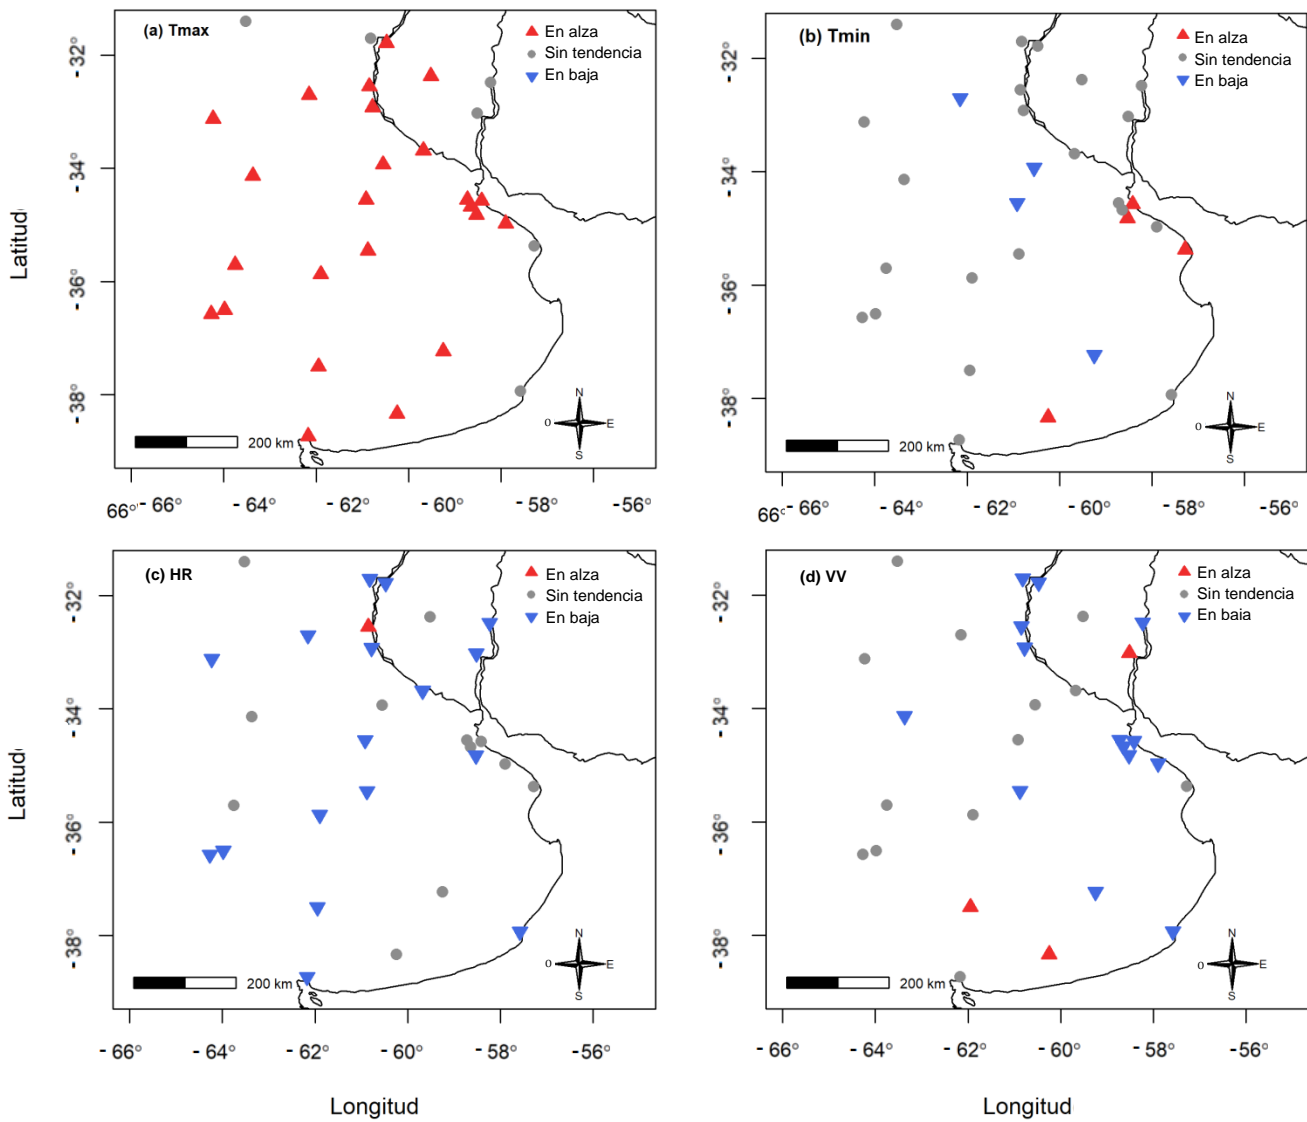 (a) Tmax
En alza
Sin tendencia
En baja
-32°
-34°
-36°
-38°
Latitud
200 km
N
O
E
S
66°
-66°
-64°
-62°
-60°
-58°
-56°
(b) Tmin
En alza
Sin tendencia
En baja
-32°
-34°
-36°
-38°
200 km
N
O
E
S
66°
-66°
-64°
-62°
-60°
-58°
-56°
(c) HR
En alza
Sin tendencia
En baja
-32°
-34°
-36°
-38°
Latitud
200 km
N
O
E
S
-66°
-64°
-62°
-60°
-58°
-56°
Longitud
(d) VV
En alza
Sin tendencia
En baia
-32°
-34°
-36°
-38°
200 km
N
O
E
S
-66°
-64°
-62°
-60°
-58°
-56°
Longitud